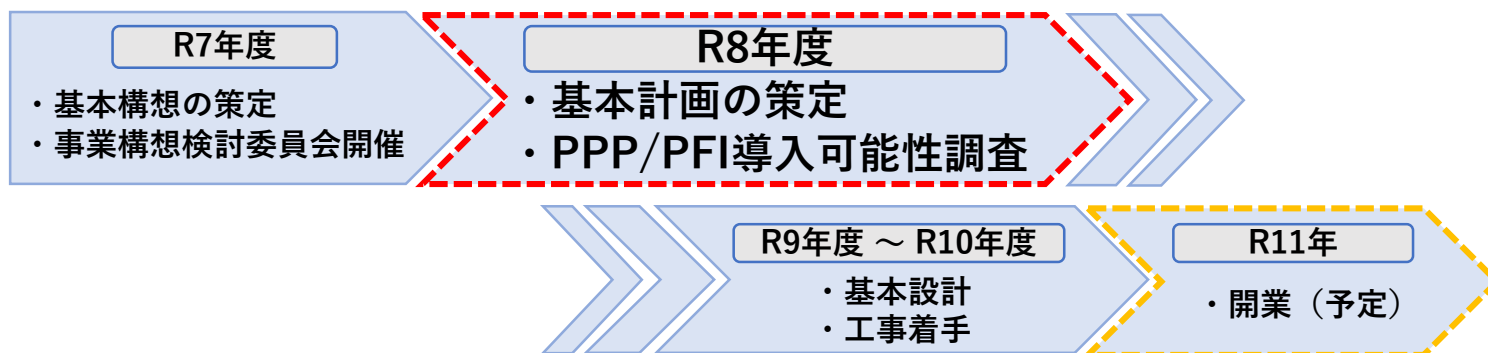 R7年度
・基本構想の策定
・事業構想検討委員会開催
R8年度
・基本計画の策定
・PPP/PFI導入可能性調査
R9年度 ～ R10年度
・基本設計
・工事着手
R11年
・開業（予定）